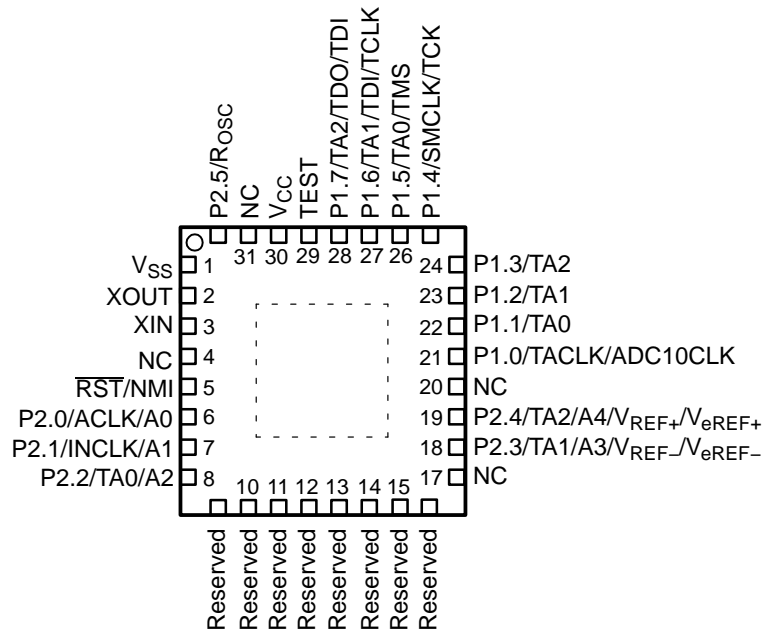 P2.5/ROSC
NC
VCC
TEST
P1.7/TA2/TDO/TDI
P1.6/TA1/TDI/TCLK
P1.5/TA0/TMS
P1.4/SMCLK/TCK
31 30 29 28 27 26
VSS 1
XOUT 2
XIN 3
NC 4
RST/NMI 5
P2.0/ACLK/A0 6
P2.1/INCLK/A1 7
P2.2/TA0/A2 8
24 P1.3/TA2
23 P1.2/TA1
22 P1.1/TA0
21 P1.0/TACLK/ADC10CLK
20 NC
19 P2.4/TA2/A4/VREF+/VeREF+
18 P2.3/TA1/A3/VREF−/VeREF−
17 NC
10 11 12 13 14 15
Reserved
Reserved
Reserved
Reserved
Reserved
Reserved
Reserved
Reserved